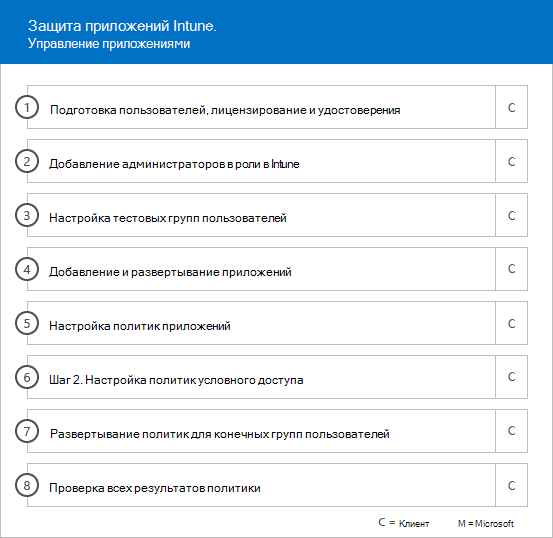 Защита приложений Intune.
Управление приложениями
1 Подготовка пользователей, лицензирование и удостоверения C
2 Добавление администраторов в роли в Intune C
3 Настройка тестовых групп пользователей C
4 Добавление и развертывание приложений C
5 Настройка политик приложений C
6 Шаг 2. Настройка политик условного доступа C
7 Развертывание политик для конечных групп пользователей C
8 Проверка всех результатов политики C
C = Клиент M = Microsoft